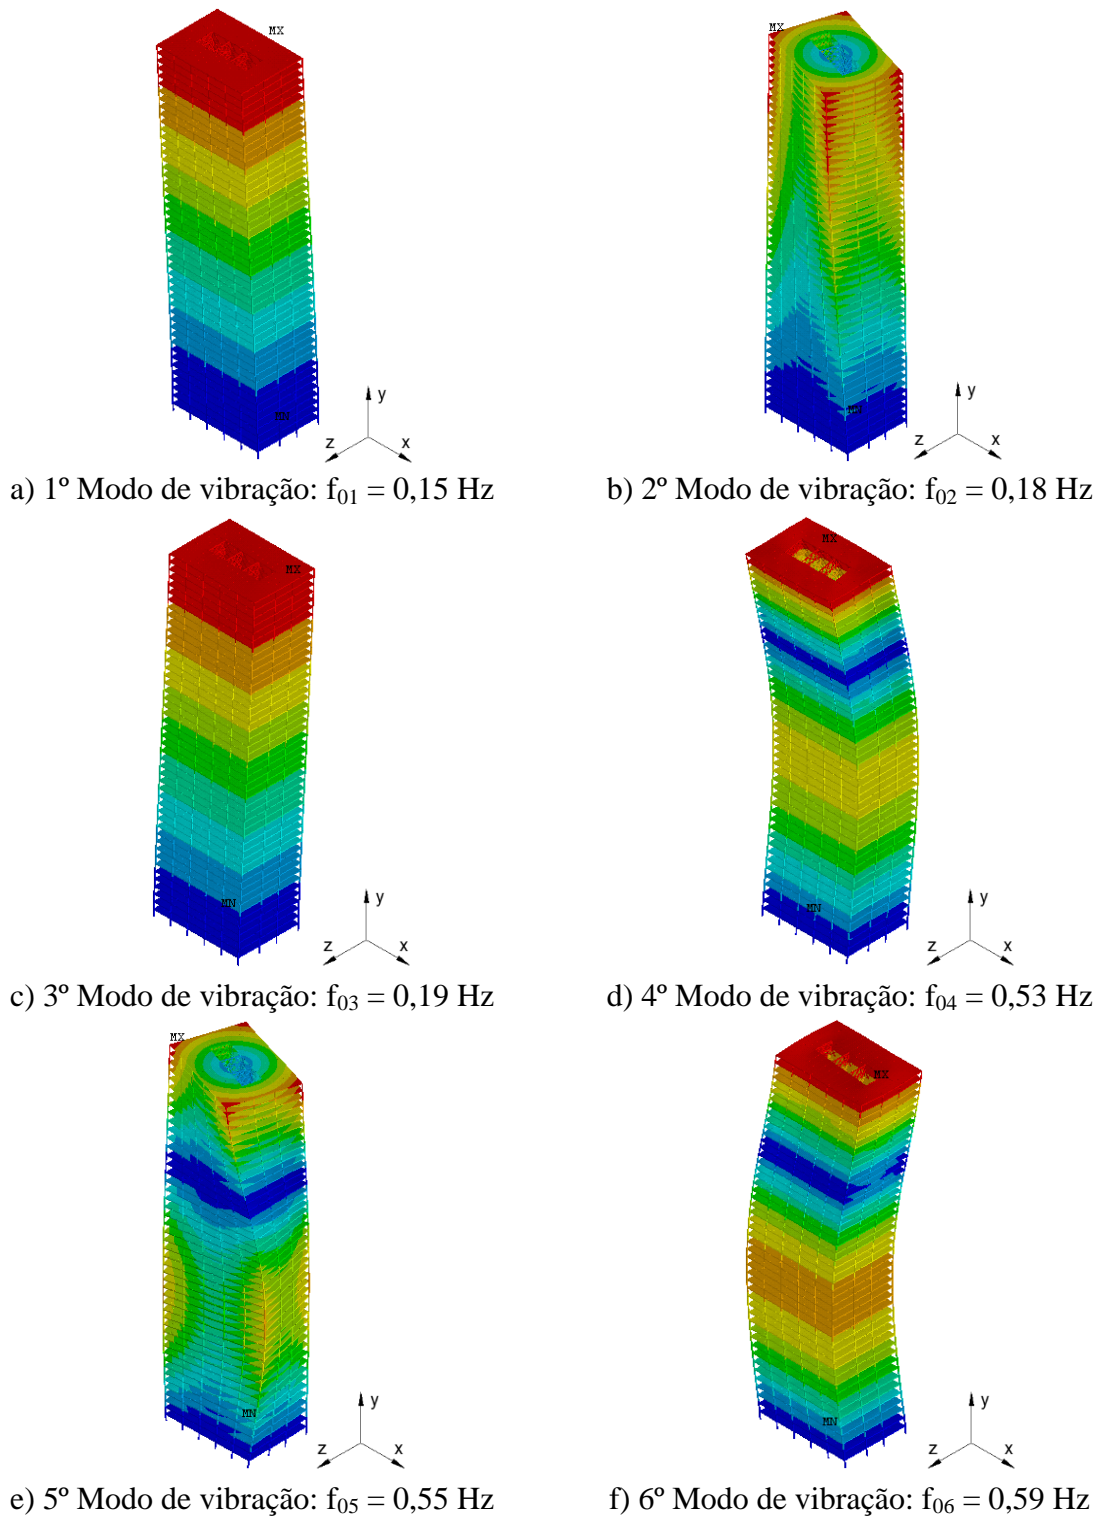 MX
MX
MN
MN
y
z
x
y
z
x
a) 1º Modo de vibração: f01 = 0,15 Hz
b) 2º Modo de vibração: f02 = 0,18 Hz
MX
MX
MN
MN
y
z
x
y
z
x
c) 3º Modo de vibração: f03 = 0,19 Hz
d) 4º Modo de vibração: f04 = 0,53 Hz
MX
MX
MN
MN
y
z
x
y
z
x
e) 5º Modo de vibração: f05 = 0,55 Hz
f) 6º Modo de vibração: f06 = 0,59 Hz